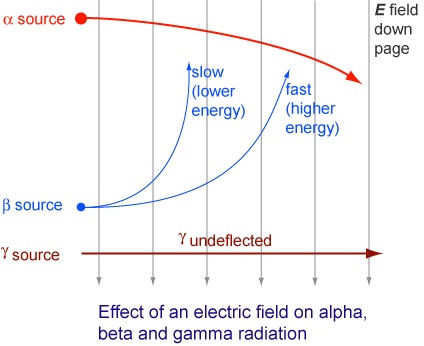 α source
E field
down
page
slow
(lower
energy)
fast
(higher
energy)
β source
γ undeflected
γ source
Effect of an electric field on alpha,
beta and gamma radiation